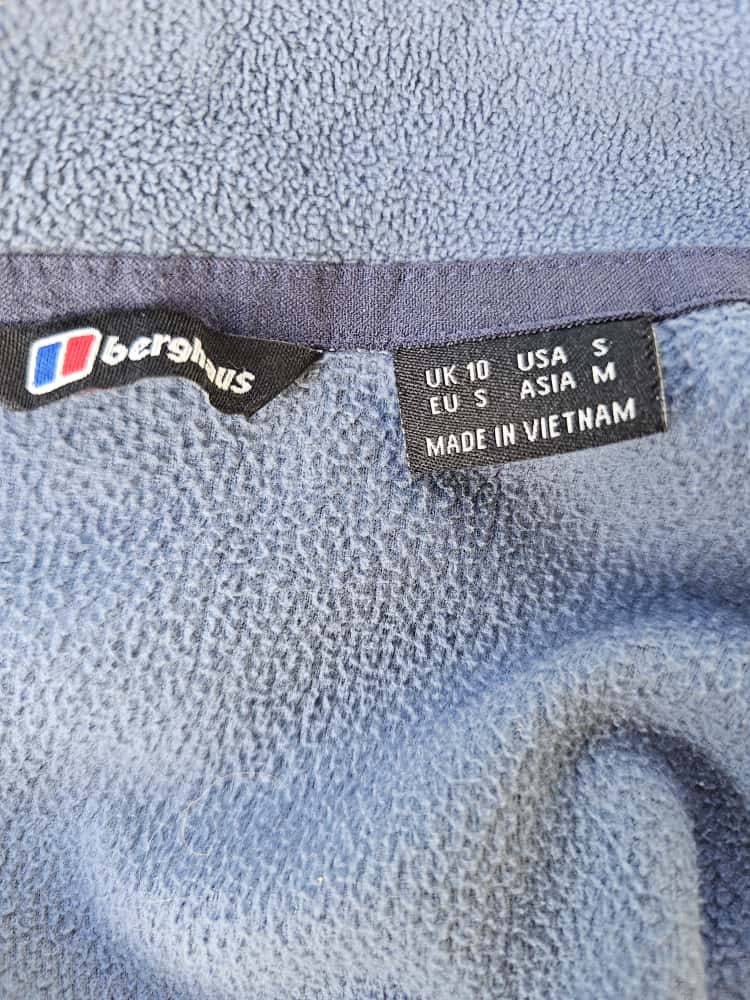 berghaus
UK 10 USA S
EU S ASIA M
MADE IN VIETNAM